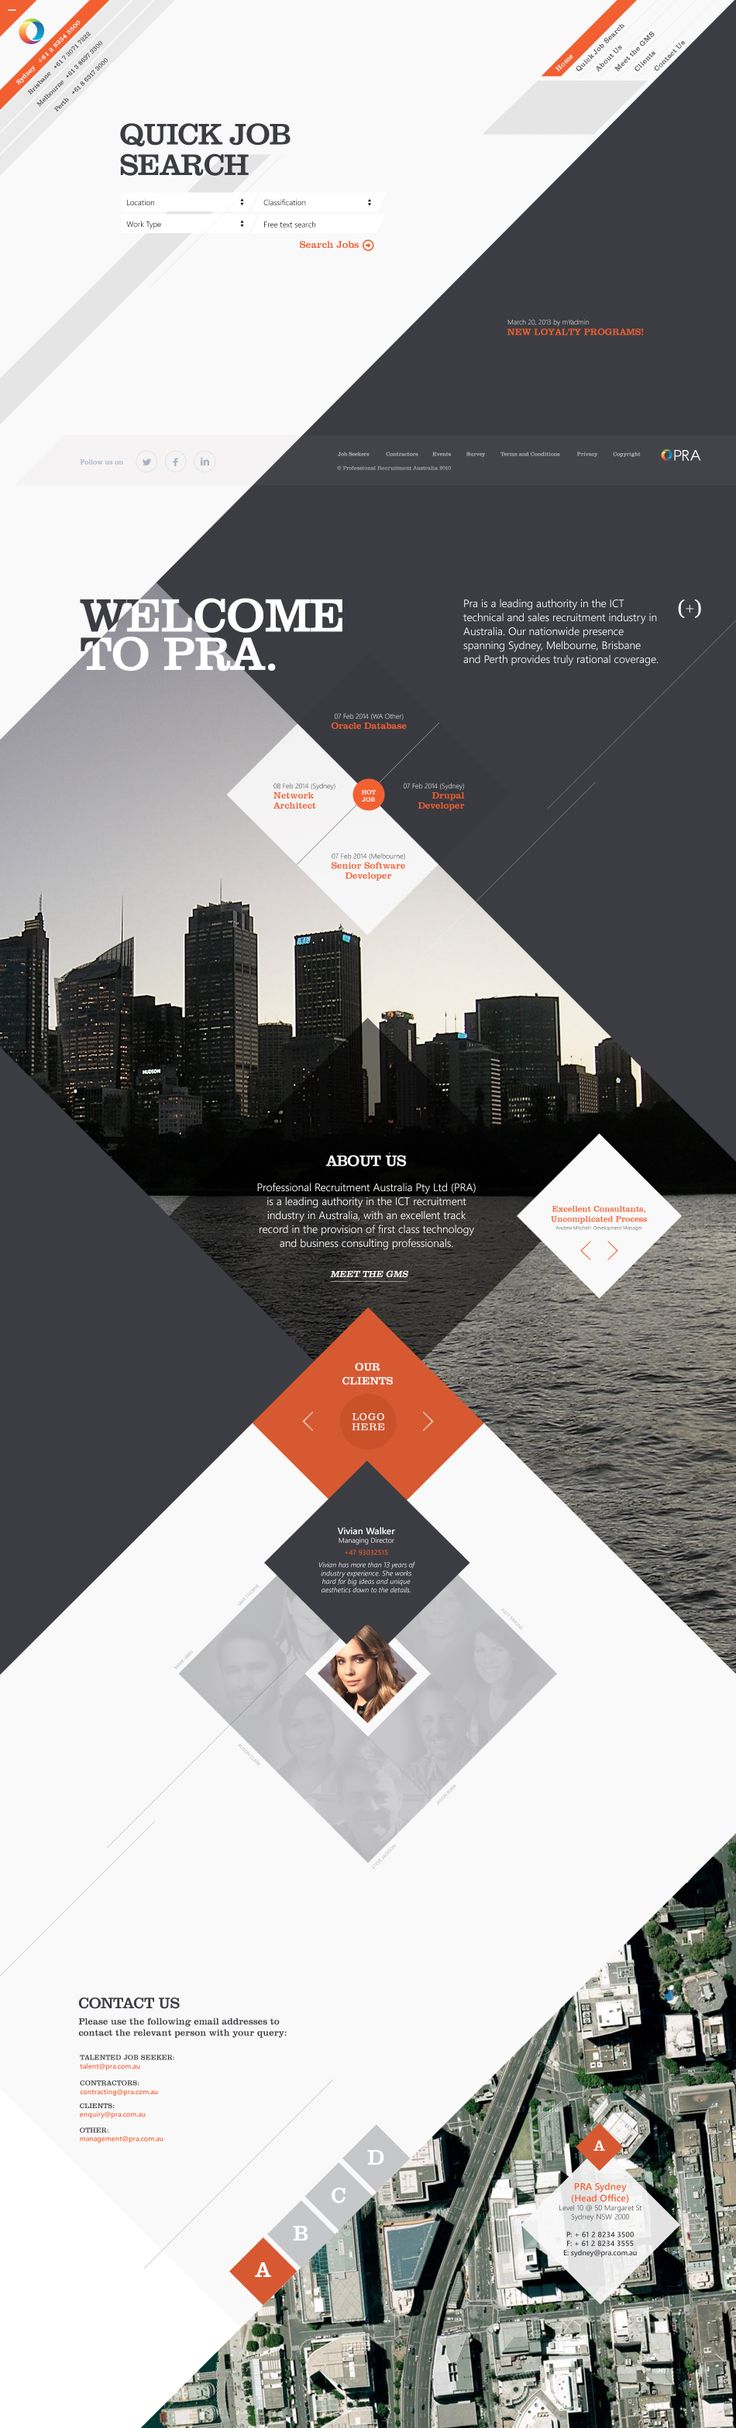 Sydney +61 2 8234 3500
Brisbane +61 7 3071 7922
Melbourne +61 3 8637 3300
Perth +61 8 6317 3000
Home
Quick Job Search
About Us
Meet the GMS
Clients
Contact Us
QUICK JOB
SEARCH
Location
Classification
Work Type
Free text search
Search Jobs
March 20, 2013 by mYadmin
NEW LOYALTY PROGRAMS!
Follow us on
f
in
Job Seekers Contractors Events Survey Terms and Conditions Privacy Copyright
© Professional Recruitment Australia 2010
PRA
WELCOME
TO PRA.
Pra is a leading authority in the ICT
technical and sales recruitment industry in
Australia. Our nationwide presence
spanning Sydney, Melbourne, Brisbane
and Perth provides truly rational coverage.
(+)
07 Feb 2014 (WA Other)
Oracle Database
08 Feb 2014 (Sydney)
Network
Architect
HOT
JOB
07 Feb 2014 (Sydney)
Drupal
Developer
07 Feb 2014 (Melbourne)
Senior Software
Developer
HUDSON
ABOUT US
Professional Recruitment Australia Pty Ltd (PRA)
is a leading authority in the ICT recruitment
industry in Australia, with an excellent track
record in the provision of first class technology
and business consulting professionals.
MEET THE GMS
Excellent Consultants,
Uncomplicated Process
Andrew Mitchell: Development Manager
OUR
CLIENTS
LOGO
HERE
Vivian Walker
Managing Director
+47 93032515
Vivian has more than 13 years of
industry experience. She works
hard for big ideas and unique
aesthetics down to the details.
CONTACT US
Please use the following email addresses to
contact the relevant person with your query:
TALENTED JOB SEEKER:
talent@pra.com.au
CONTRACTORS:
contracting@pra.com.au
CLIENTS:
enquiry@pra.com.au
OTHER:
management@pra.com.au
A
B
C
D
A
PRA Sydney
(Head Office)
Level 10 @ 50 Margaret St
Sydney NSW 2000
P: + 61 2 8234 3500
F: + 61 2 8234 3555
E: sydney@pra.com.au